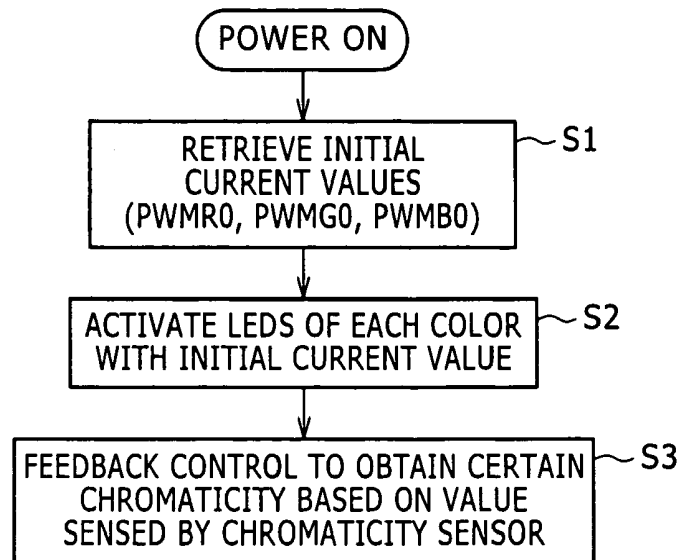 POWER ON
RETRIEVE INITIAL
CURRENT VALUES
(PWMR0, PWMG0, PWMB0)
S1
ACTIVATE LEDS OF EACH COLOR
WITH INITIAL CURRENT VALUE
S2
FEEDBACK CONTROL TO OBTAIN CERTAIN
CHROMATICITY BASED ON VALUE
SENSED BY CHROMATICITY SENSOR
S3